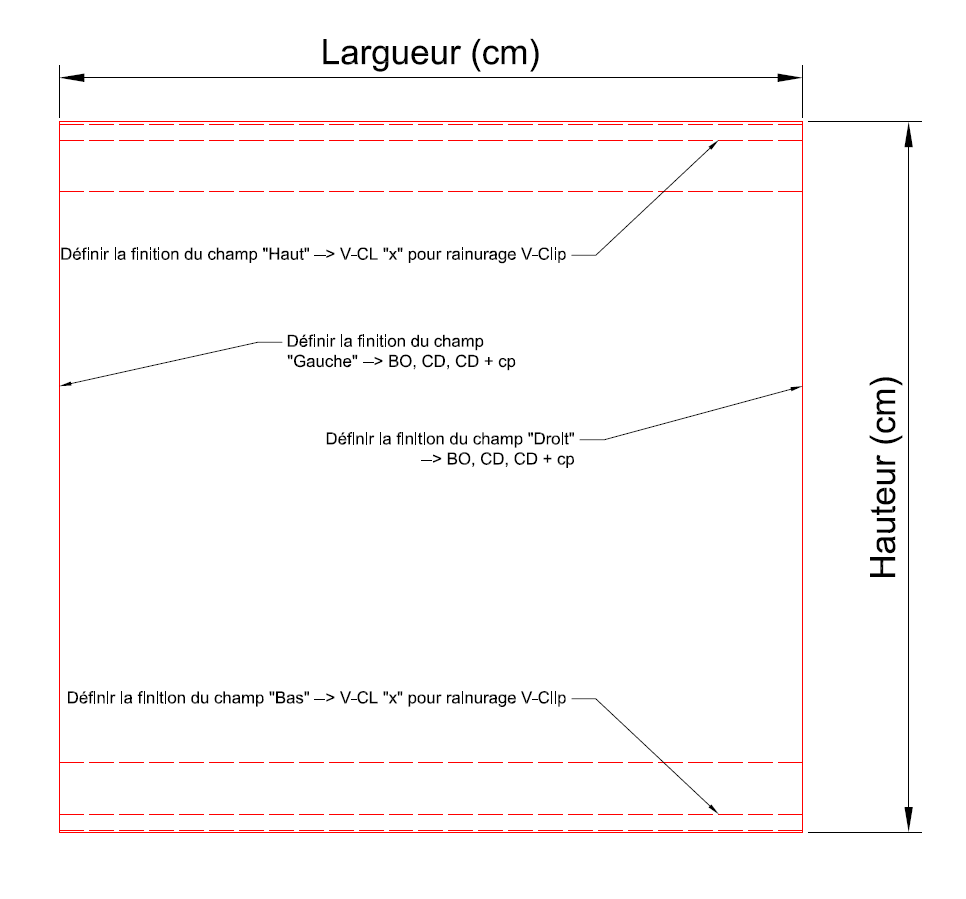 Largueur (cm)
Définir la finition du champ "Haut" –> V-CL "x" pour rainurage V-Clip
Définir la finition du champ
"Gauche" –> BO, CD, CD + cp
Définir la finition du champ "Droit"
–> BO, CD, CD + cp
Hauteur (cm)
Définir la finition du champ "Bas" –> V-CL "x" pour rainurage V-Clip